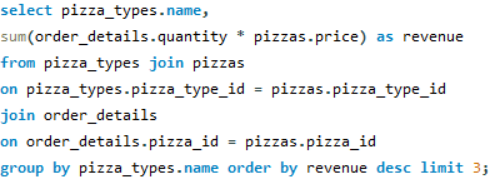 select pizza_types.name,
sum(order_details.quantity * pizzas.price) as revenue
from pizza_types join pizzas
on pizza_types.pizza_type_id = pizzas.pizza_type_id
join order_details
on order_details.pizza_id = pizzas.pizza_id
group by pizza_types.name order by revenue desc limit 3;